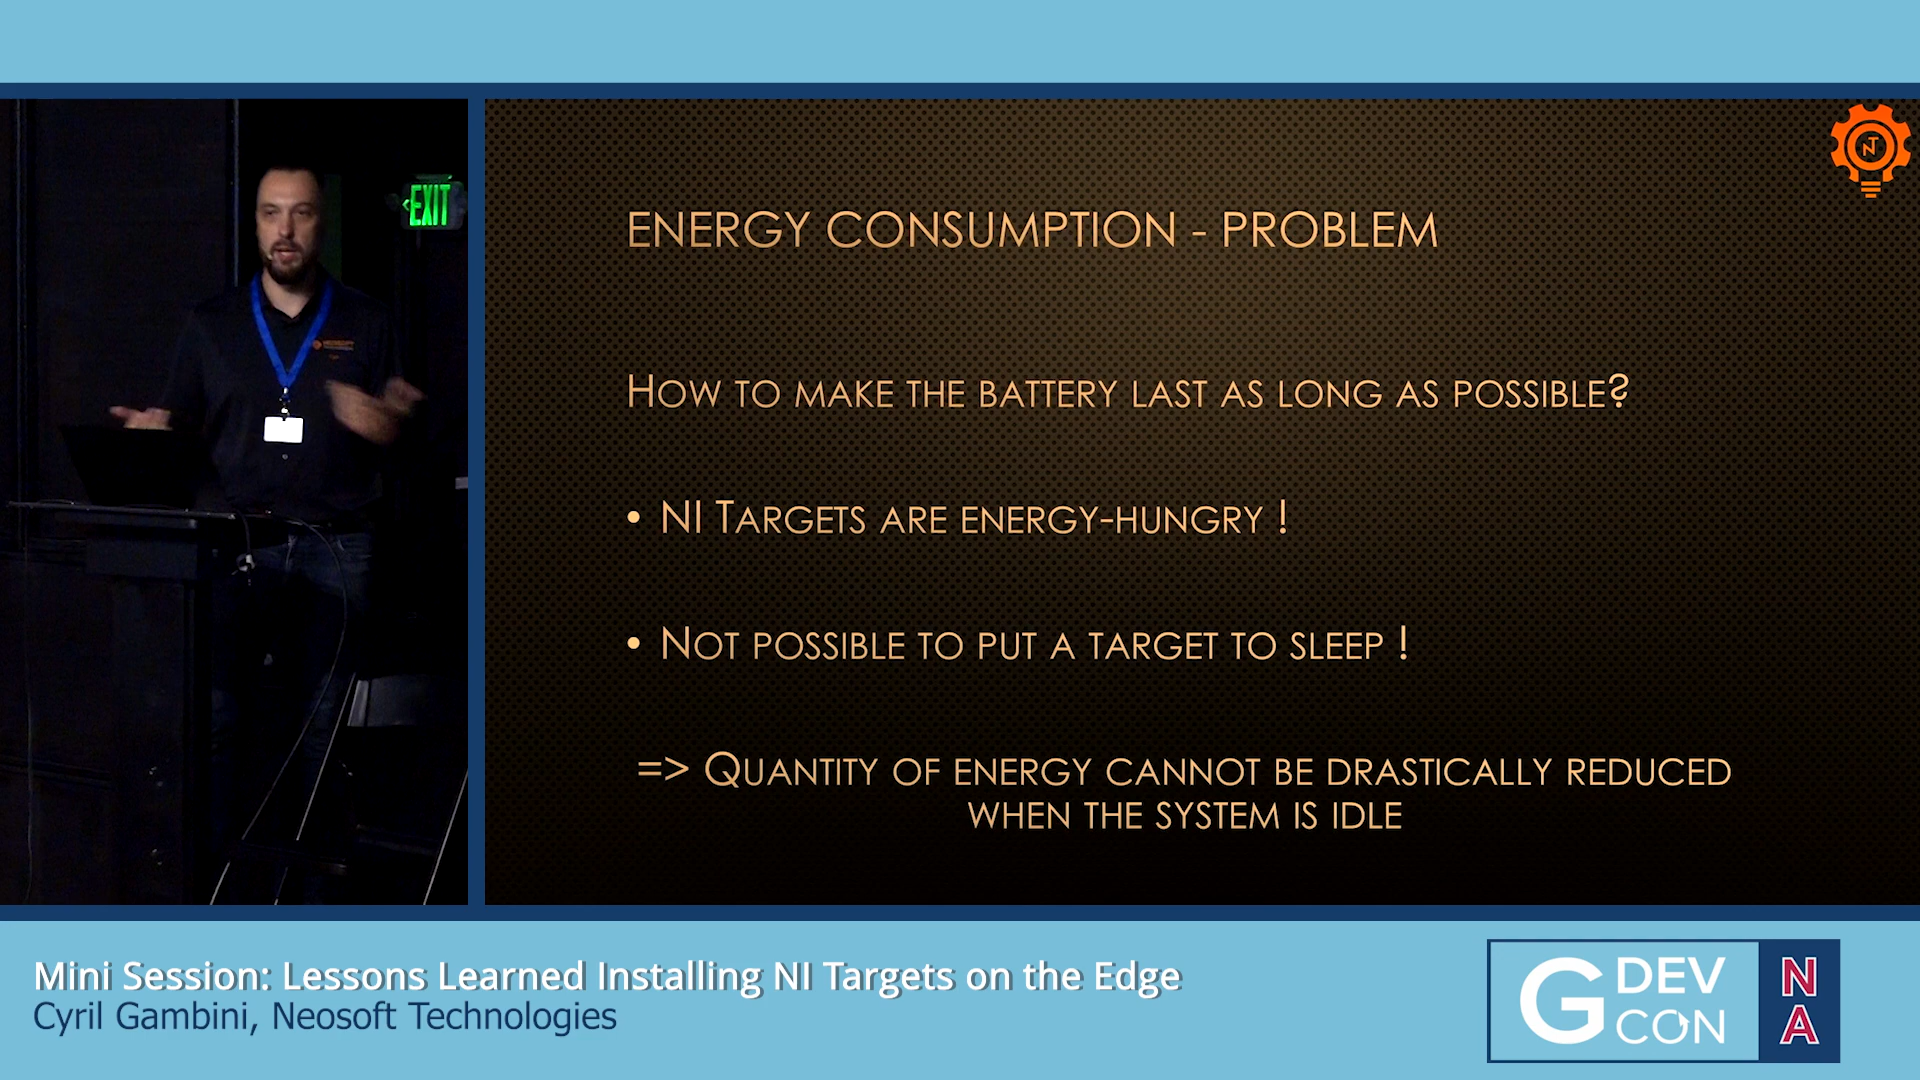 EXIT
NT
ENERGY CONSUMPTION - PROBLEM
HOW TO MAKE THE BATTERY LAST AS LONG AS POSSIBLE?
• NI TARGETS ARE ENERGY-HUNGRY !
• NOT POSSIBLE TO PUT A TARGET TO SLEEP !
=> QUANTITY OF ENERGY CANNOT BE DRASTICALLY REDUCED
WHEN THE SYSTEM IS IDLE
Mini Session: Lessons Learned Installing NI Targets on the Edge
Cyril Gambini, Neosoft Technologies
G DEV CON NA